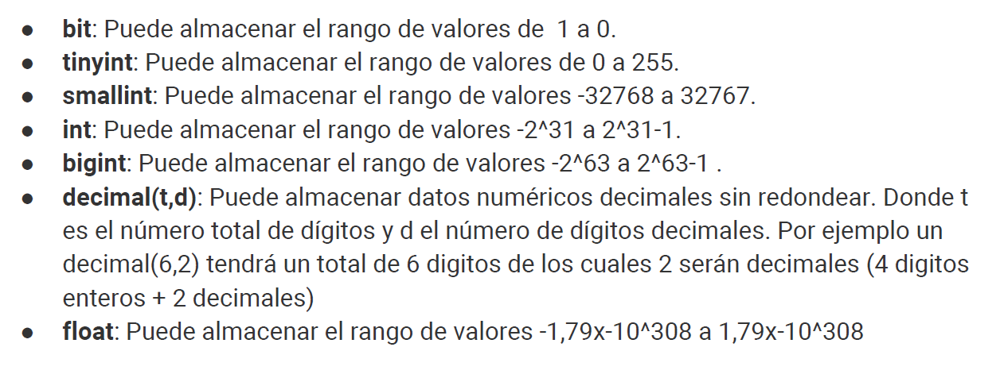 ● bit: Puede almacenar el rango de valores de  1 a 0.
● tinyint: Puede almacenar el rango de valores de 0 a 255.
● smallint: Puede almacenar el rango de valores -32768 a 32767.
● int: Puede almacenar el rango de valores -2^31 a 2^31-1.
● bigint: Puede almacenar el rango de valores -2^63 a 2^63-1 .
● decimal(t,d): Puede almacenar datos numéricos decimales sin redondear. Donde t
es el número total de dígitos y d el número de dígitos decimales. Por ejemplo un
decimal(6,2) tendrá un total de 6 digitos de los cuales 2 serán decimales (4 digitos
enteros + 2 decimales)
● float: Puede almacenar el rango de valores -1,79x-10^308 a 1,79x-10^308